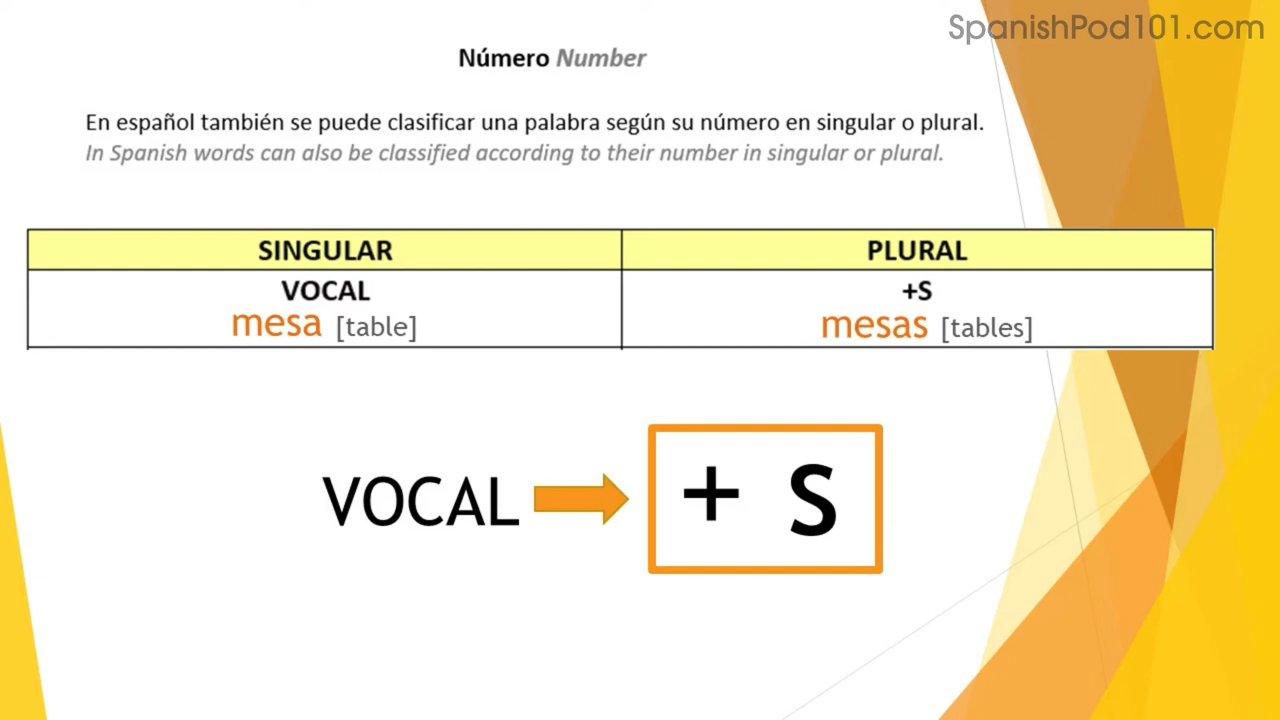 SpanishPod101.com
Número Number
En español también se puede clasificar una palabra según su número en singular o plural.
In Spanish words can also be classified according to their number in singular or plural.
SINGULAR PLURAL
VOCAL +S
mesa [table] mesas [tables]
VOCAL + S